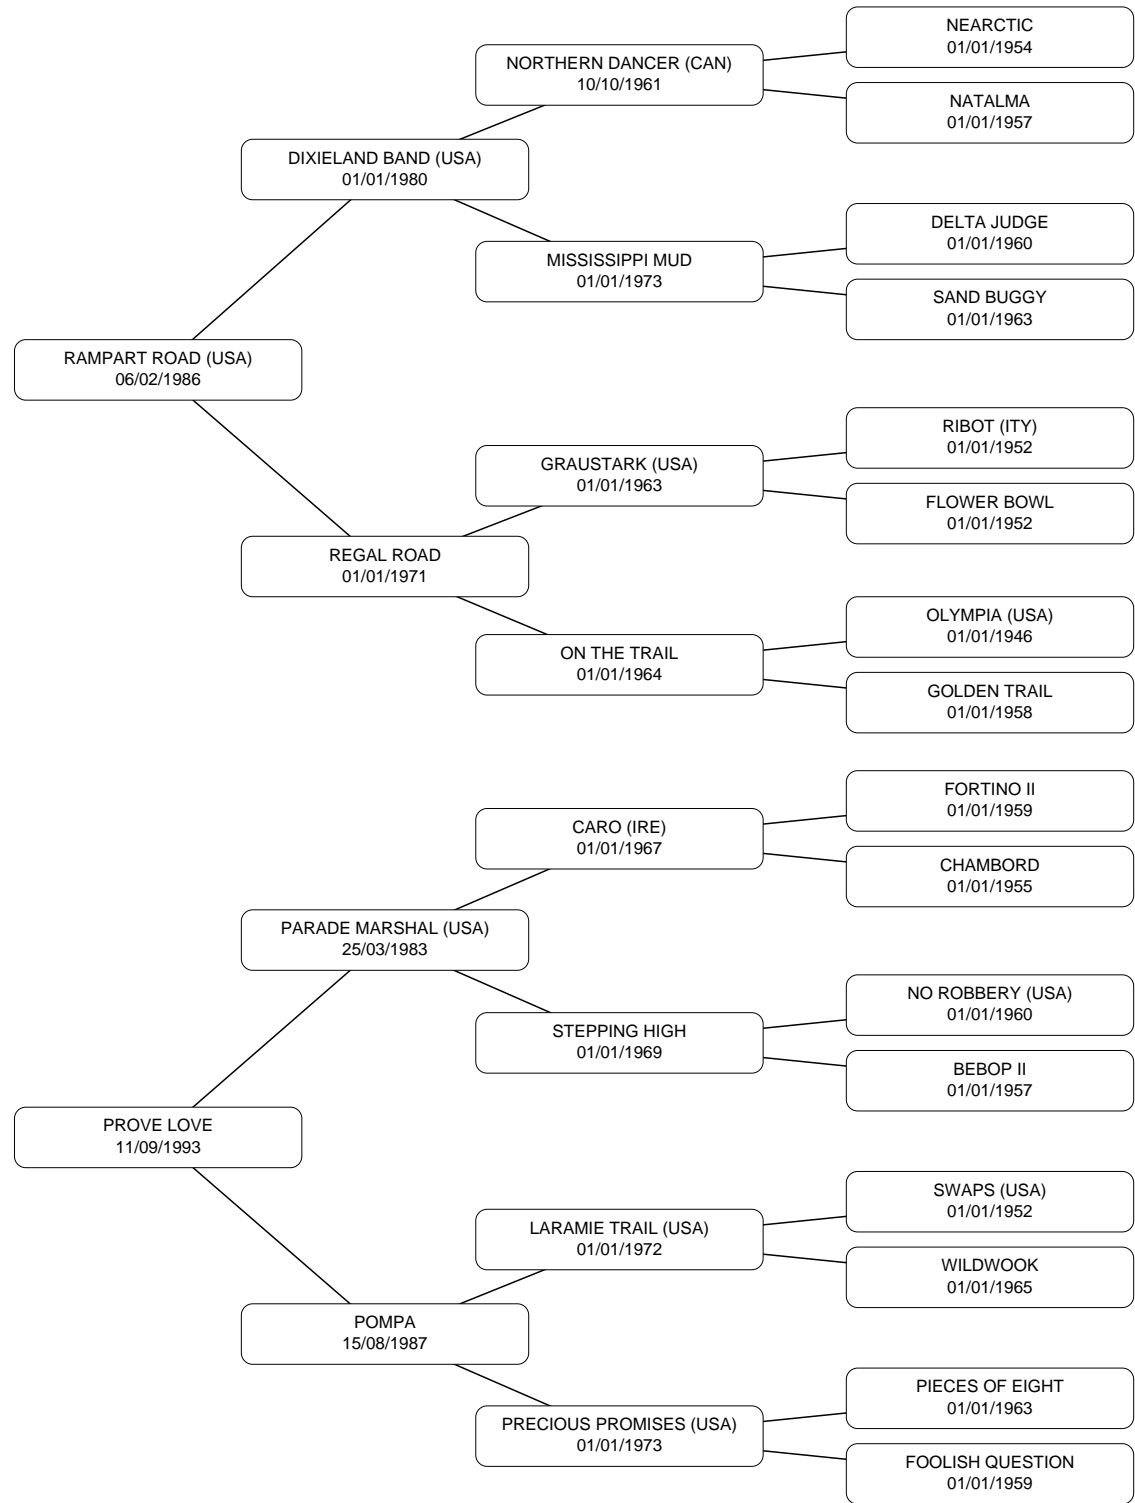 NEARCTIC
01/01/1954
NORTHERN DANCER (CAN)
10/10/1961
NATALMA
01/01/1957
DIXIELAND BAND (USA)
01/01/1980
DELTA JUDGE
01/01/1960
MISSISSIPPI MUD
01/01/1973
SAND BUGGY
01/01/1963
RAMPART ROAD (USA)
06/02/1986
RIBOT (ITY)
01/01/1952
GRAUSTARK (USA)
01/01/1963
FLOWER BOWL
01/01/1952
REGAL ROAD
01/01/1971
OLYMPIA (USA)
01/01/1946
ON THE TRAIL
01/01/1964
GOLDEN TRAIL
01/01/1958
FORTINO II
01/01/1959
CARO (IRE)
01/01/1967
CHAMBORD
01/01/1955
PARADE MARSHAL (USA)
25/03/1983
NO ROBBERY (USA)
01/01/1960
STEPPING HIGH
01/01/1969
BEBOP II
01/01/1957
PROVE LOVE
11/09/1993
SWAPS (USA)
01/01/1952
LARAMIE TRAIL (USA)
01/01/1972
WILDWOOK
01/01/1965
POMPA
15/08/1987
PIECES OF EIGHT
01/01/1963
PRECIOUS PROMISES (USA)
01/01/1973
FOOLISH QUESTION
01/01/1959